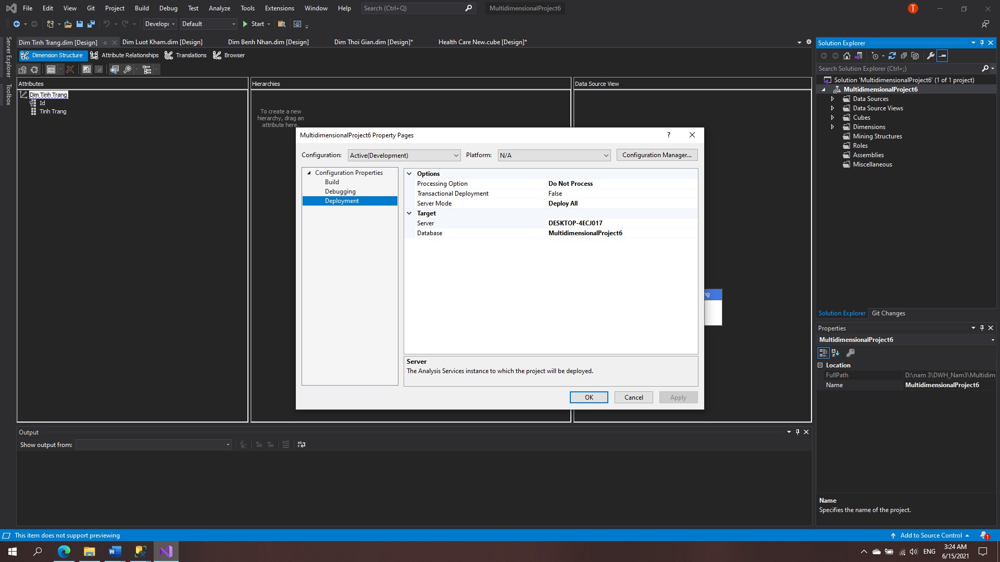 File Edit View Git Project Build Debug Test Analyze Tools Extensions Window Help Search (Ctrl+Q) MultidimensionalProject6 T
Developr Default Start
Server Explorer
Toolbox
Dim Tinh Trang.dim [Design] Dim Luot Kham.dim [Design] Dim Benh Nhan.dim [Design] Dim Thoi Gian.dim [Design]* Health Care New.cube [Design]*
Dimension Structure Attribute Relationships Translations Browser
Attributes Hierarchies Data Source View
Dim Tinh Trang
Id
Tinh Trang
To create a new
hierarchy, drag an
attribute here.
MultidimensionalProject6 Property Pages ?
Configuration: Active(Development) Platform: N/A Configuration Manager...
Configuration Properties
Build
Debugging
Deployment
Options
Processing Option Do Not Process
Transactional Deployment False
Server Mode Deploy All
Target
Server DESKTOP-4ECJ017
Database MultidimensionalProject6
Server
The Analysis Services instance to which the project will be deployed.
OK Cancel Apply
ng
Solution Explorer
Search Solution Explorer (Ctrl+;)
Solution 'MultidimensionalProject6' (1 of 1 project)
MultidimensionalProject6
Data Sources
Data Source Views
Cubes
Dimensions
Mining Structures
Roles
Assemblies
Miscellaneous
Solution Explorer Git Changes
Properties
MultidimensionalProject6
Location
FullPath D:\nam 3\DWH_Nam3\Multidim
Name MultidimensionalProject6
Name
Specifies the name of the project.
Output
Show output from:
This item does not support previewing Add to Source Control 1
ENG 3:24 AM
6/15/2021